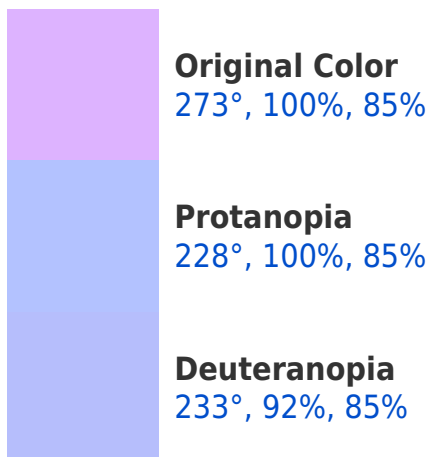 Original Color
273°, 100%, 85%
Protanopia
228°, 100%, 85%
Deuteranopia
233°, 92%, 85%